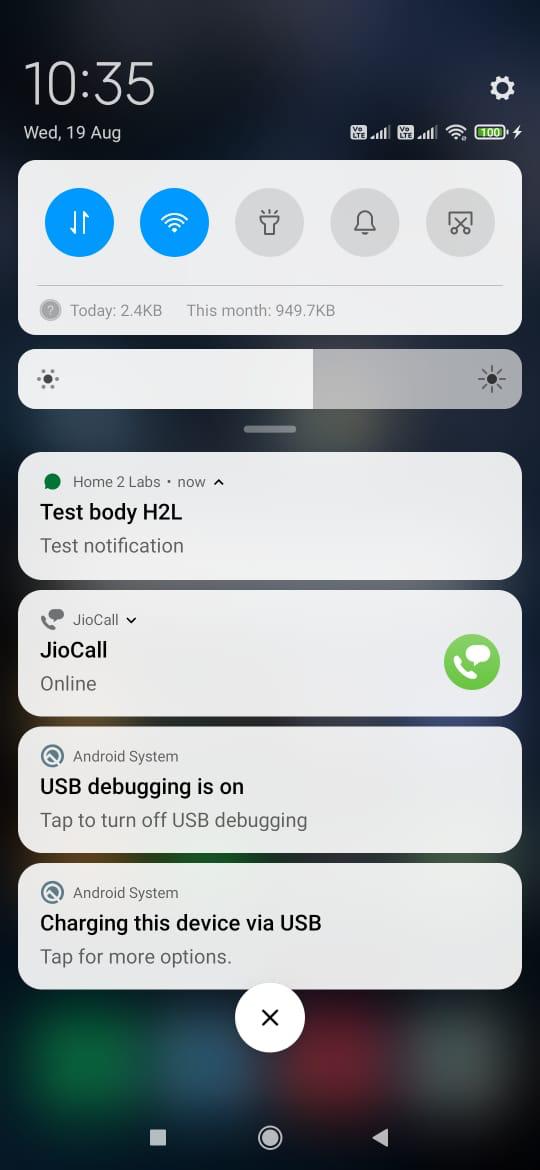 10:35
Wed, 19 Aug
Vo LTE Vo LTE 100
Today: 2.4KB This month: 949.7KB
Home 2 Labs • now
Test body H2L
Test notification
JioCall
JioCall
Online
Android System
USB debugging is on
Tap to turn off USB debugging
Android System
Charging this device via USB
Tap for more options.